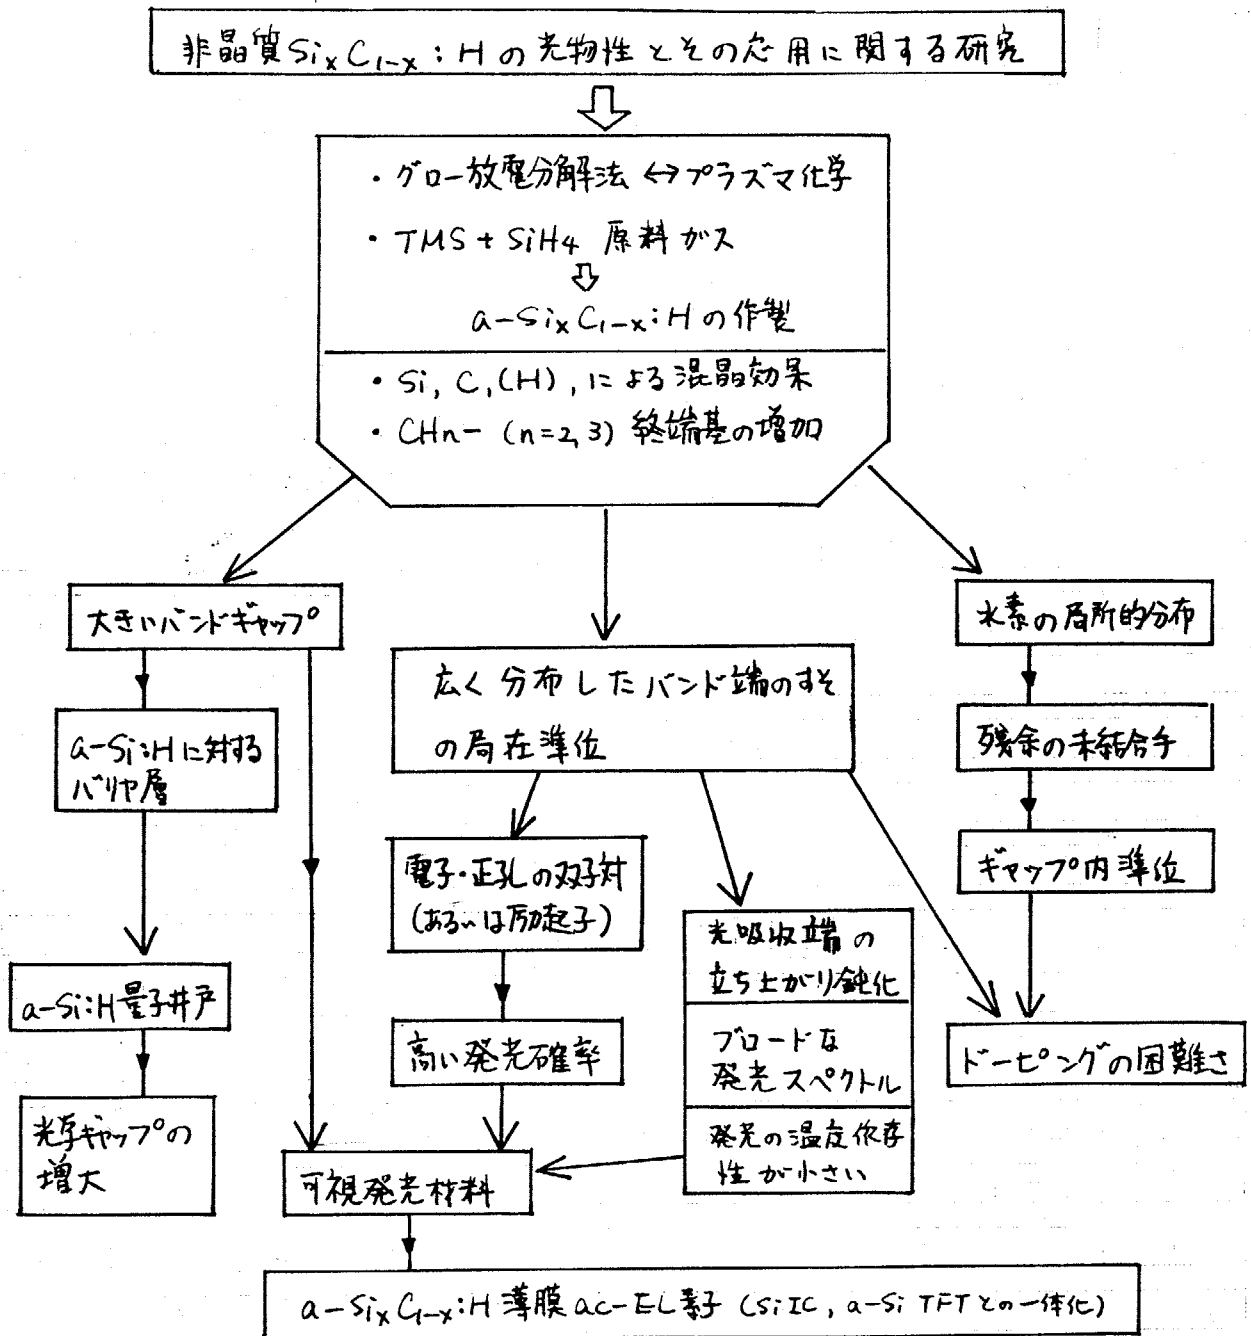 非晶質SixC1-x:Hの光物性とその応用に関する研究
・グロー放電分解法 ↔プラズマ化学
・TMS + SiH4 原料ガス
a-SixC1-x:Hの作製
・Si, C,(H),による混晶効果
・CHn- (n=2,3) 終端基の増加
大きいバンドギャップ
a-Si:Hに対する
バリヤ層
a-Si:H量子井戸
光学ギャップの
増大
広く分布したバンド端のすそ
の局在準位
電子・正孔の双子対
(あるいは励起子)
高い発光確率
可視発光材料
光吸収端の
立ち上がり鈍化
ブロードな
発光スペクトル
発光の温度依存
性が小さい
水素の局所的分布
残余の未結合手
ギャップ内準位
ドーピングの困難さ
a-SixC1-x:H薄膜ac-EL素子 (SiIC, a-Si TFTとの一体化)